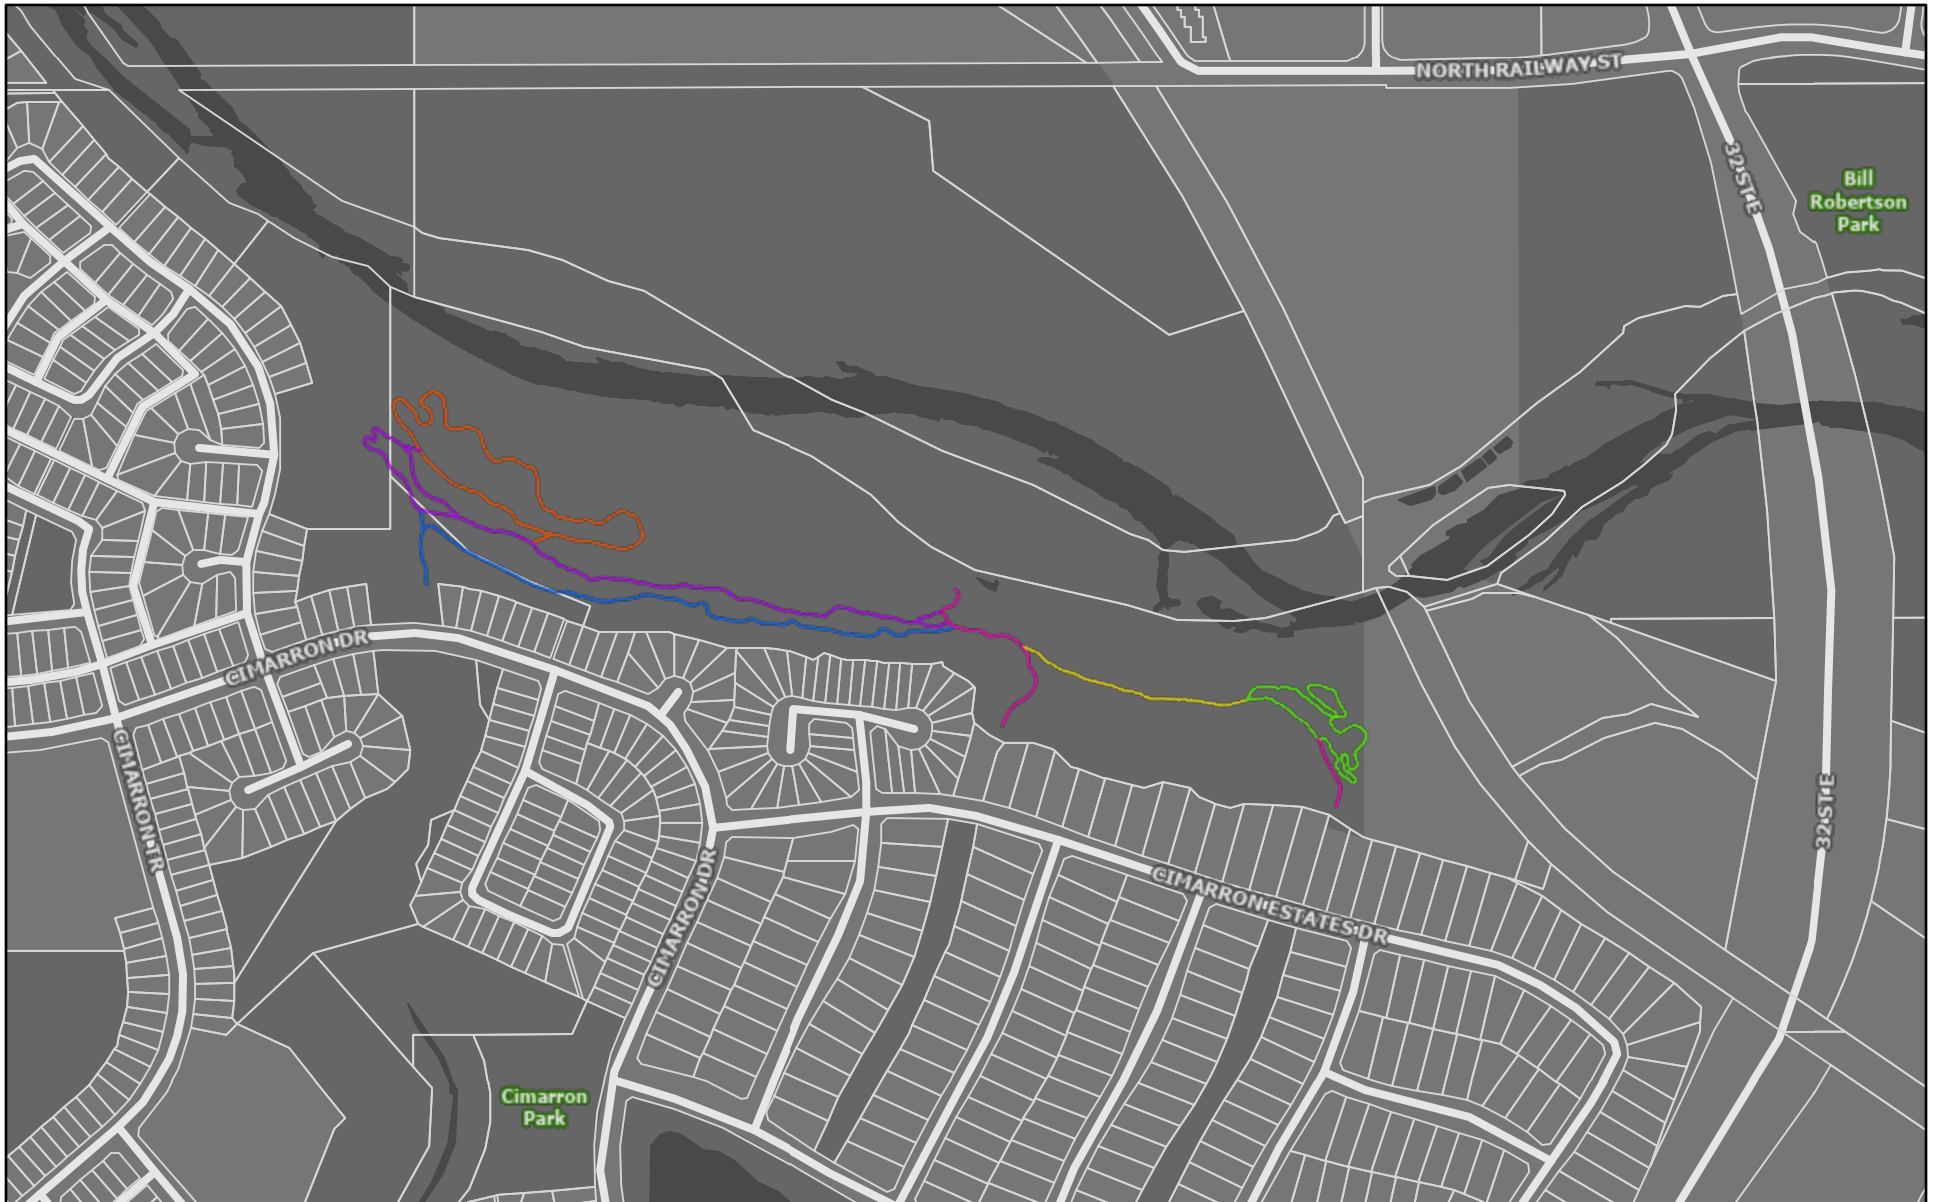 NORTH RAILWAY ST
32 ST E
Bill
Robertson
Park
CIMARRON DR
CIMARRON TR
CIMARRON DR
CIMARRON ESTATES DR
32 ST E
Cimarron
Park